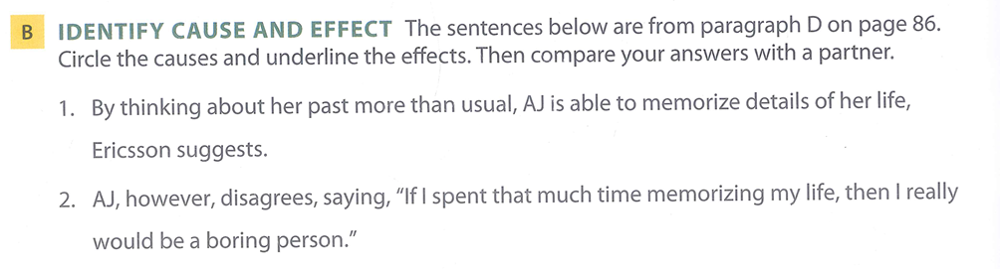 B IDENTIFY CAUSE AND EFFECT The sentences below are from paragraph D on page 86.
Circle the causes and underline the effects. Then compare your answers with a partner.
1. By thinking about her past more than usual, AJ is able to memorize details of her life,
Ericsson suggests.
2. AJ, however, disagrees, saying, “If I spent that much time memorizing my life, then I really
would be a boring person.”